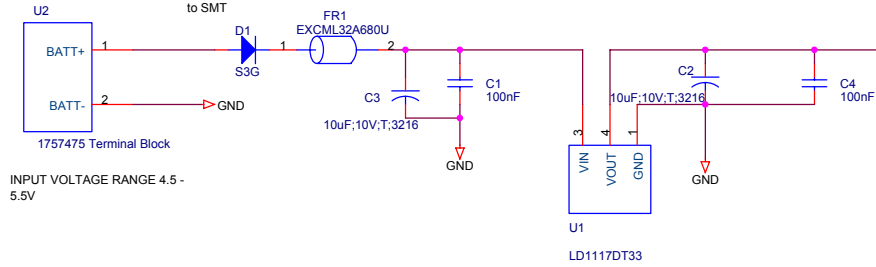 U2
to SMT
BATT+
1
BATT-
2
GND
1757475 Terminal Block
INPUT VOLTAGE RANGE 4.5 -
5.5V
D1
S3G
FR1
EXCML32A680U
1
2
C3
10uF;10V;T;3216
C1
100nF
GND
3
4
1
VIN
VOUT
GND
U1
LD1117DT33
C2
10uF;10V;T;3216
GND
C4
100nF